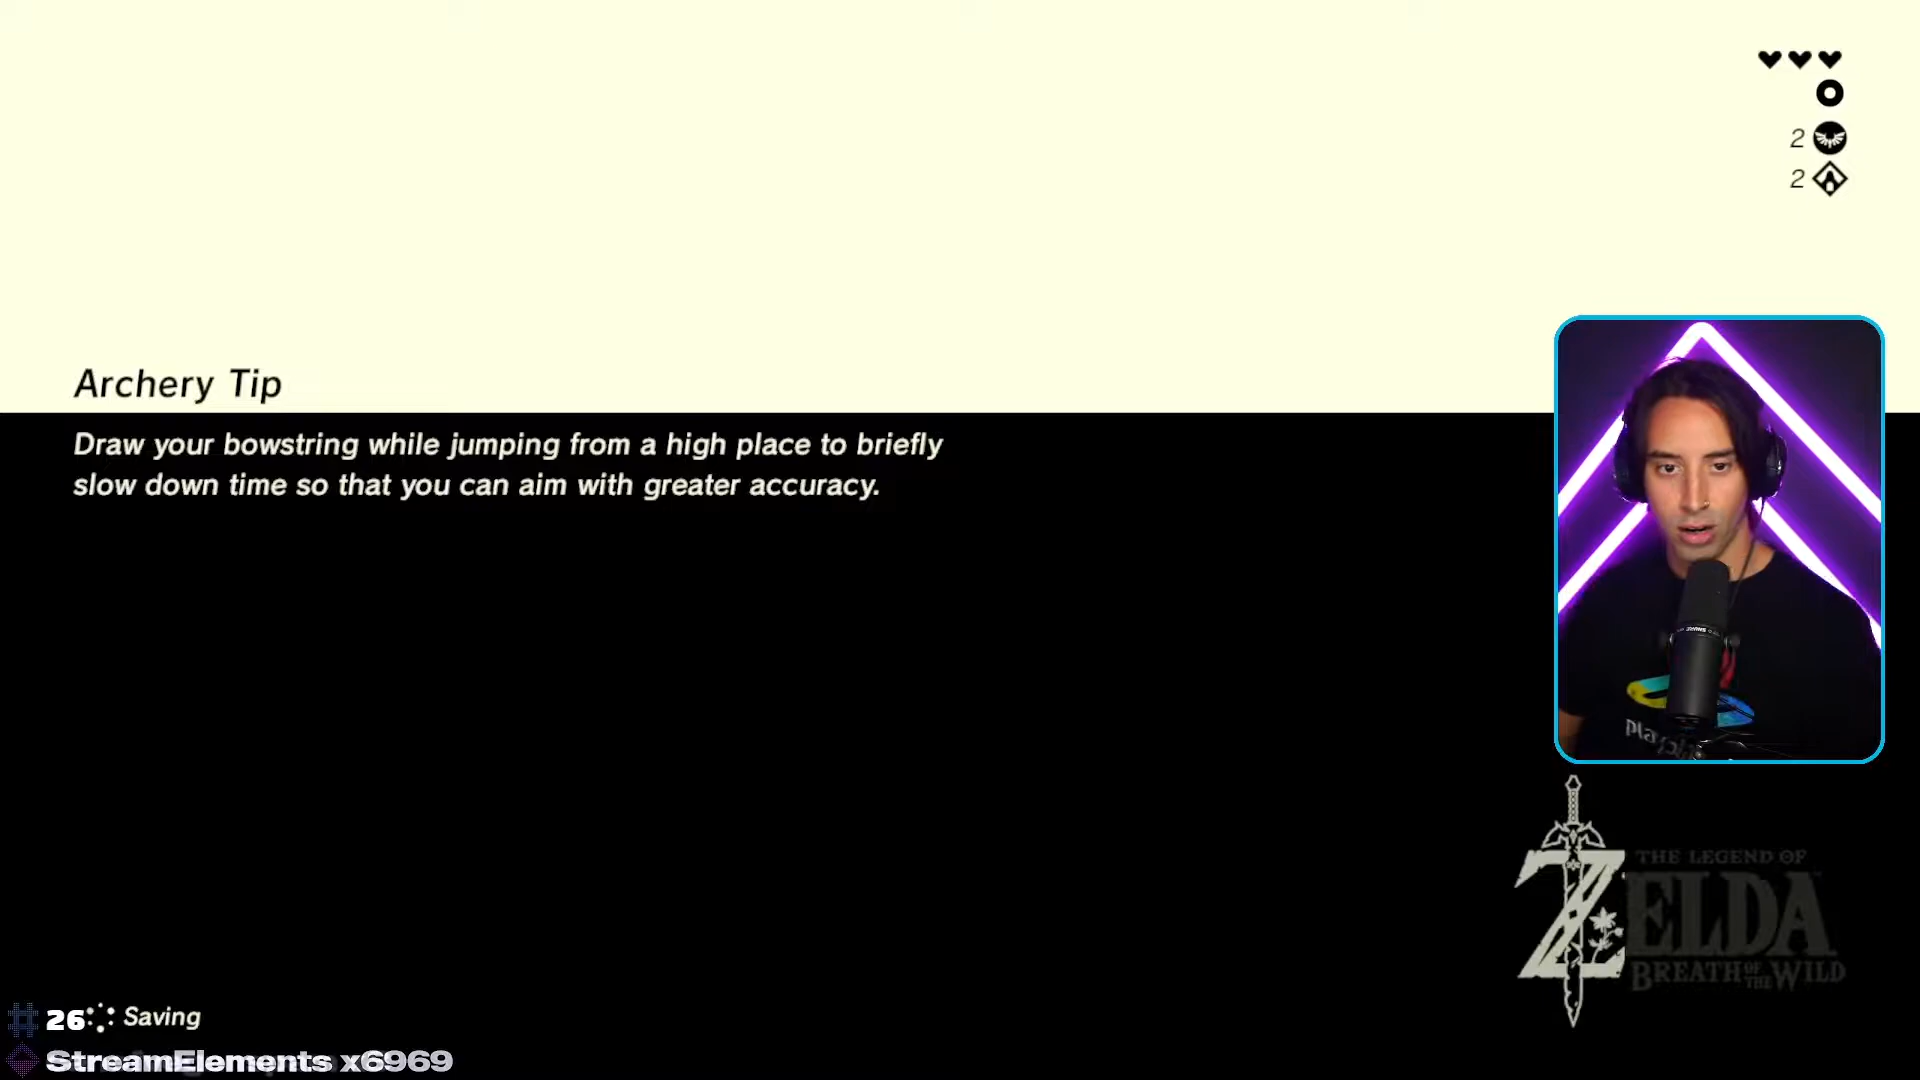 2
2
Archery Tip
Draw your bowstring while jumping from a high place to briefly
slow down time so that you can aim with greater accuracy.
THE LEGEND OF
ZELDA
BREATH OF THE WILD
26
Saving
StreamElements x6969